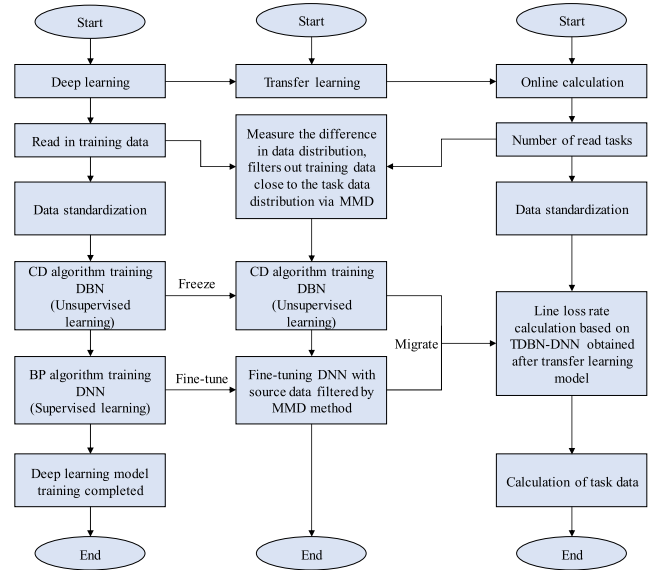 Start
Start
Start
Deep learning
Transfer learning
Online calculation
Read in training data
Measure the difference
in data distribution,
filters out training data
close to the task data
distribution via MMD
Number of read tasks
Data standardization
Data standardization
CD algorithm training
DBN
(Unsupervised
learning)
Freeze
CD algorithm training
DBN
(Unsupervised
learning)
Migrate
Line loss rate
calculation based on
TDBN-DNN obtained
after transfer learning
model
BP algorithm training
DNN
(Supervised learning)
Fine-tune
Fine-tuning DNN with
source data filtered by
MMD method
Deep learning model
training completed
Calculation of task data
End
End
End